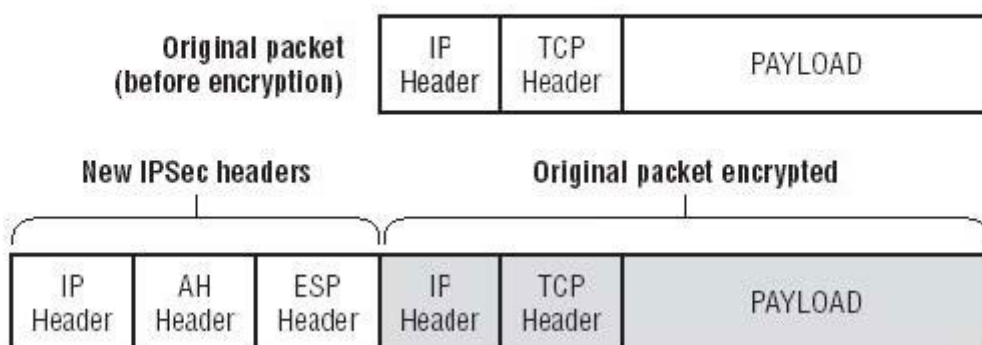 Original packet
(before encryption)
IP
Header
TCP
Header
PAYLOAD
New IPSec headers
Original packet encrypted
IP
Header
AH
Header
ESP
Header
IP
Header
TCP
Header
PAYLOAD